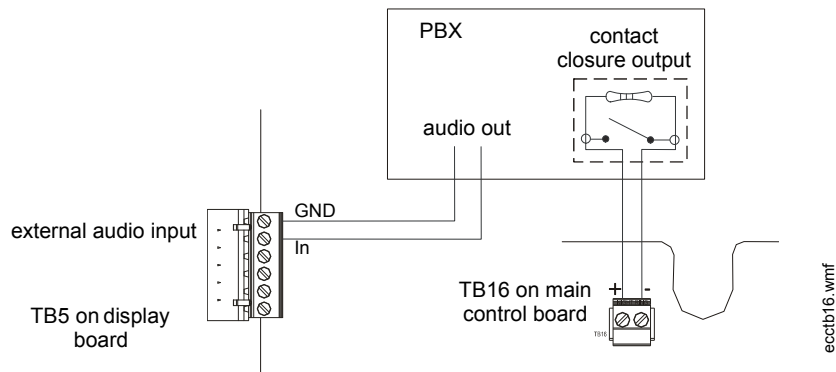 PBX
contact
closure output
audio out
GND
external audio input
In
TB5 on display
board
TB16 on main
control board
+
-
TB16
ecctb16.wmf